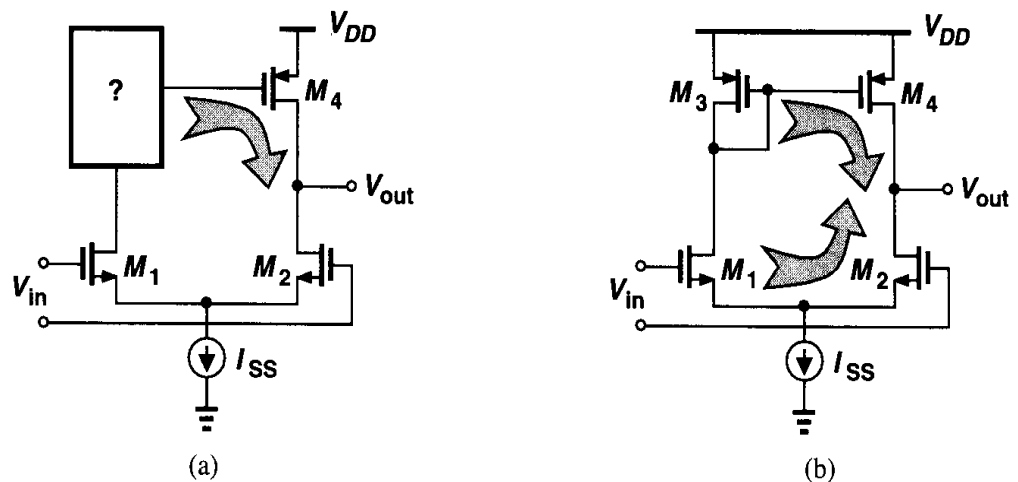 V_DD
?
M_4
V_out
M_1
M_2
V_in
I_SS
(a)
V_DD
M_3
M_4
V_out
M_1
M_2
V_in
I_SS
(b)